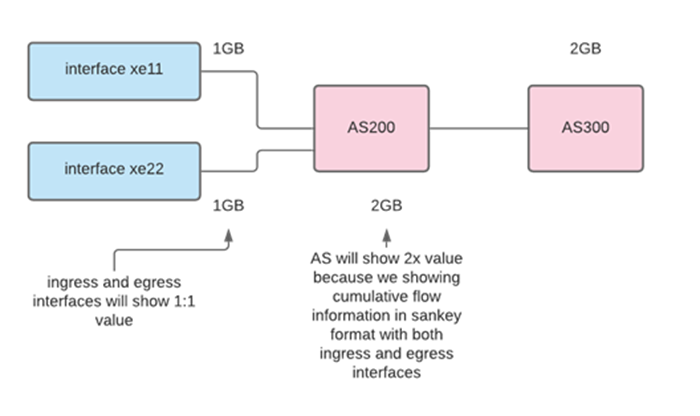 1GB
2GB
interface xe11
AS200
AS300
interface xe22
1GB
2GB
ingress and egress
interfaces will show 1:1
value
AS will show 2x value
because we showing
cumulative flow
information in sankey
format with both
ingress and egress
interfaces